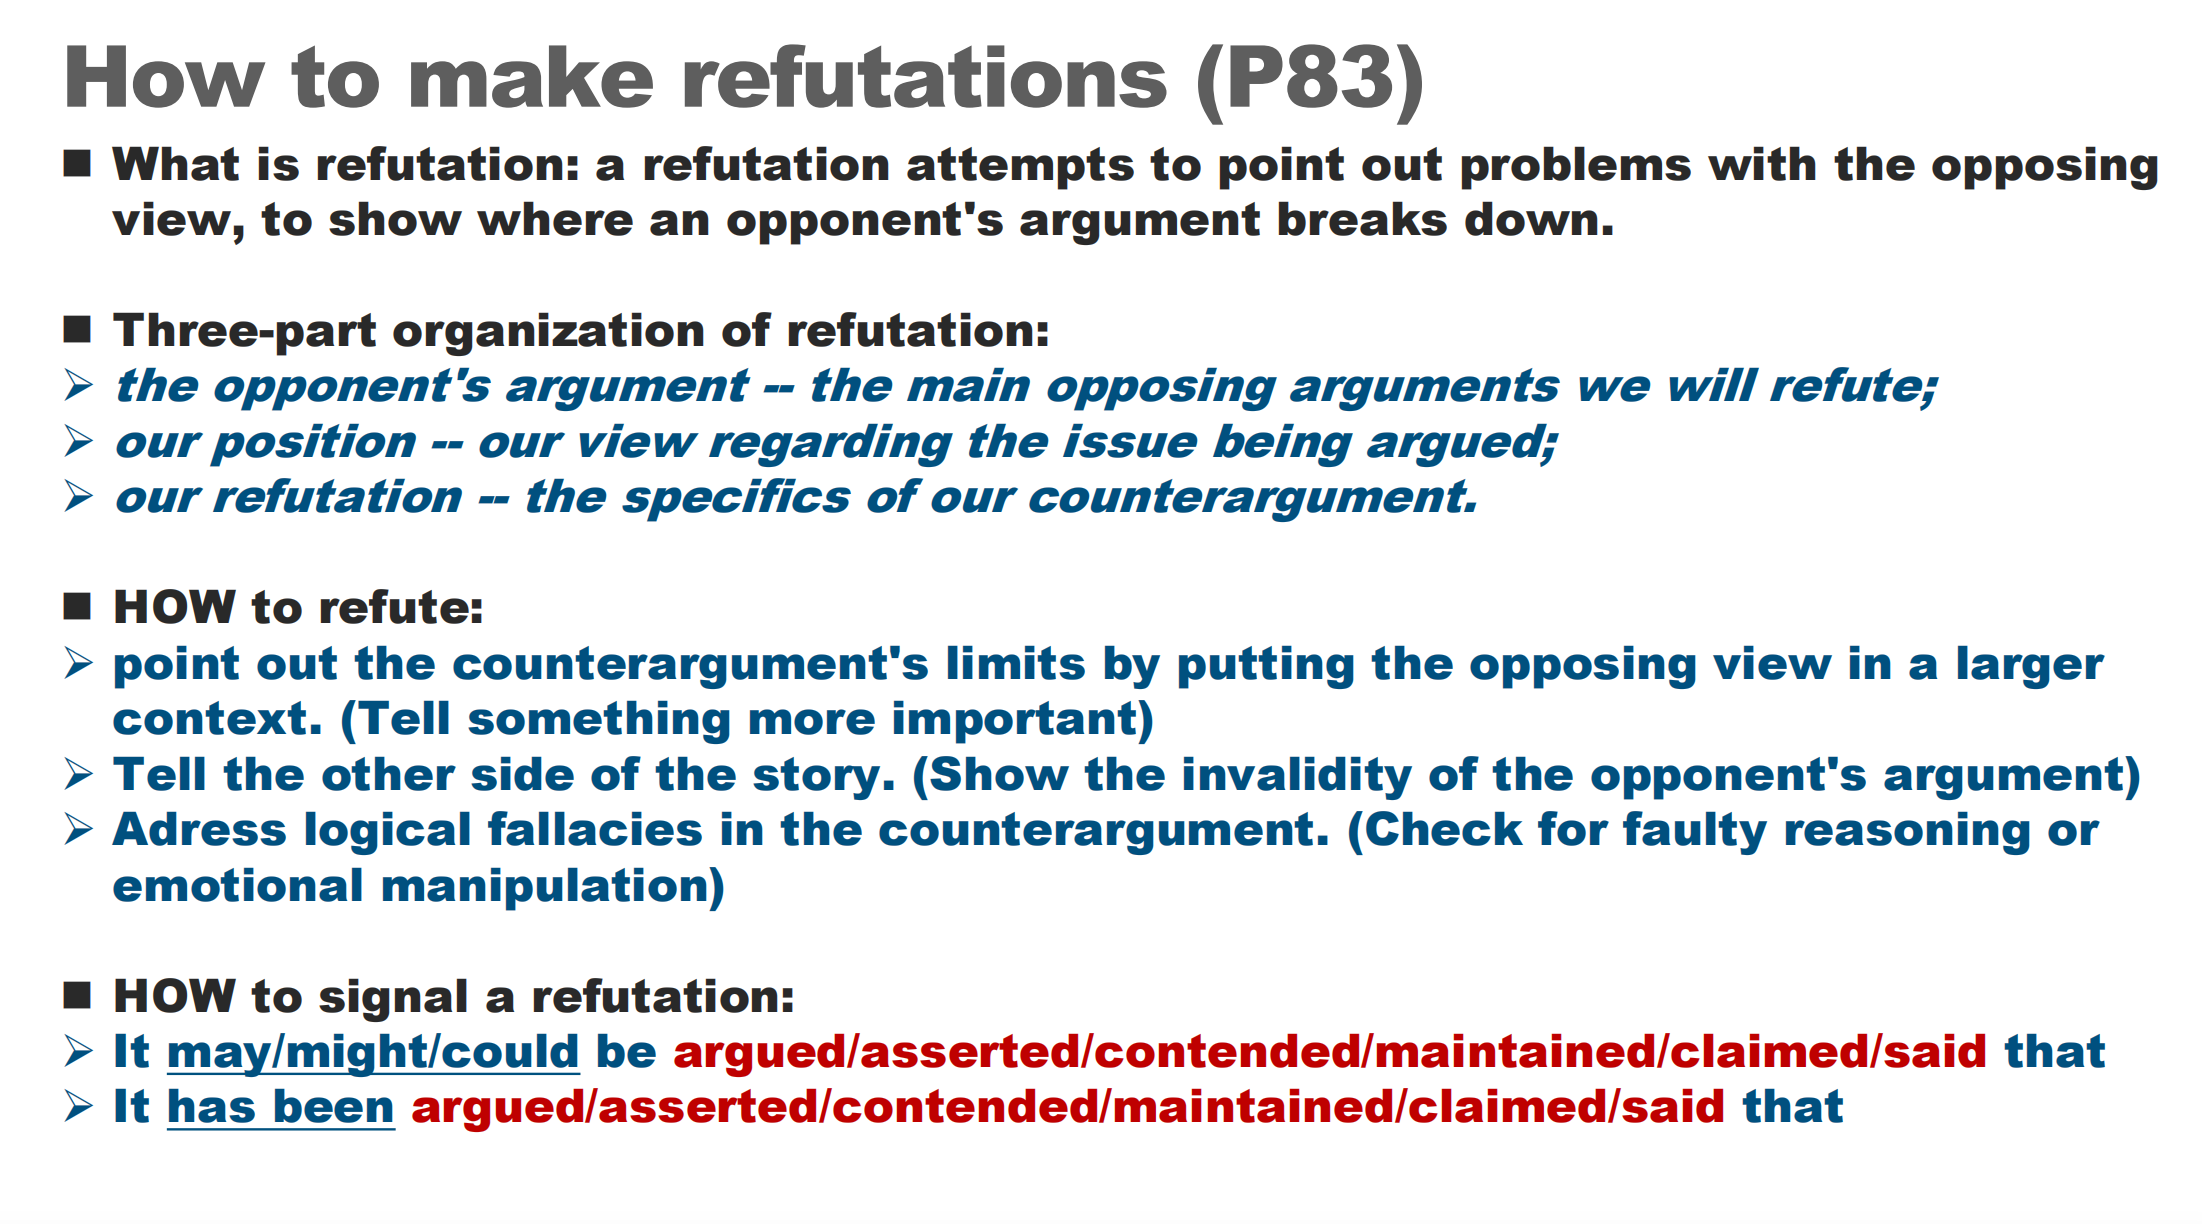 How to make refutations (P83)
■ What is refutation: a refutation attempts to point out problems with the opposing
view, to show where an opponent's argument breaks down.
■ Three-part organization of refutation:
➢ the opponent's argument -- the main opposing arguments we will refute;
➢ our position -- our view regarding the issue being argued;
➢ our refutation -- the specifics of our counterargument.
■ HOW to refute:
➢ point out the counterargument's limits by putting the opposing view in a larger
context. (Tell something more important)
➢ Tell the other side of the story. (Show the invalidity of the opponent's argument)
➢ Adress logical fallacies in the counterargument. (Check for faulty reasoning or
emotional manipulation)
■ HOW to signal a refutation:
➢ It may/might/could be argued/asserted/contended/maintained/claimed/said that
➢ It has been argued/asserted/contended/maintained/claimed/said that